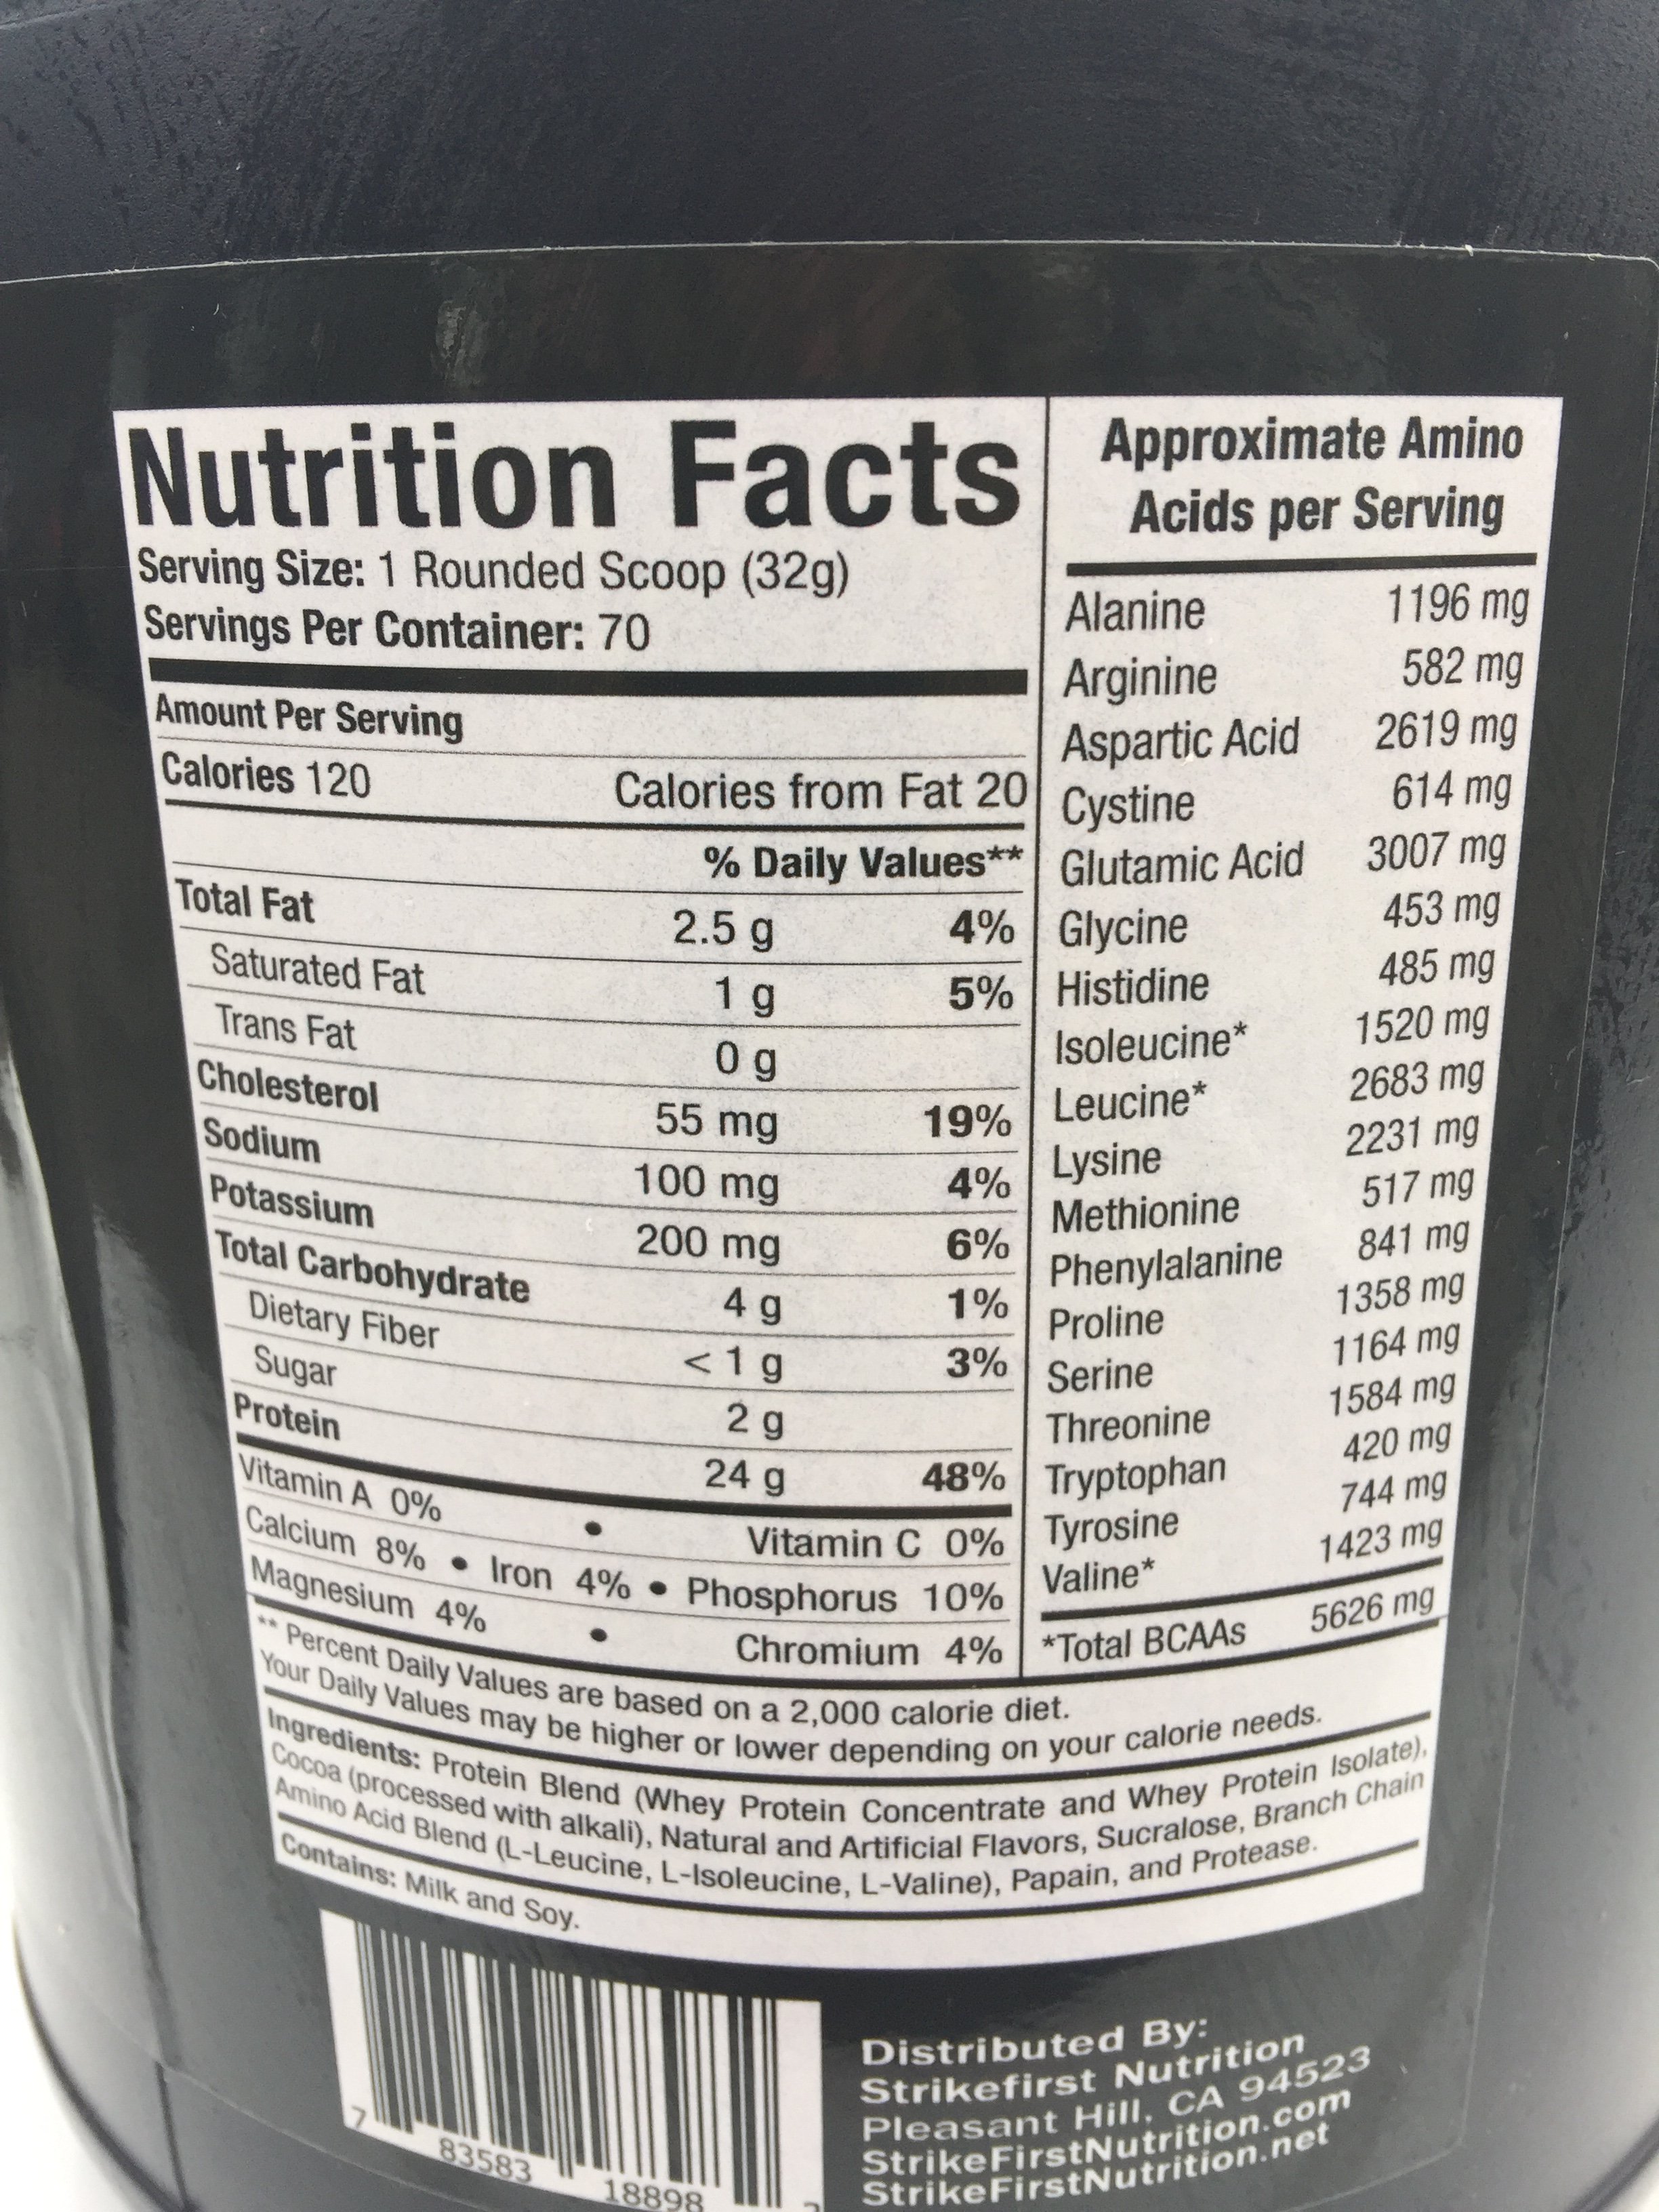 Nutrition Facts
Serving Size: 1 Rounded Scoop (32g)
Servings Per Container: 70
Amount Per Serving
Calories 120 Calories from Fat 20
% Daily Values**
Total Fat 2.5 g 4%
Saturated Fat 1 g 5%
Trans Fat 0 g
Cholesterol 55 mg 19%
Sodium 100 mg 4%
Potassium 200 mg 6%
Total Carbohydrate 4 g 1%
Dietary Fiber < 1 g 3%
Sugar 2 g
Protein 24 g 48%
Vitamin A 0% • Vitamin C 0%
Calcium 8% • Iron 4% • Phosphorus 10%
Magnesium 4% • Chromium 4%
Approximate Amino
Acids per Serving
Alanine 1196 mg
Arginine 582 mg
Aspartic Acid 2619 mg
Cystine 614 mg
Glutamic Acid 3007 mg
Glycine 453 mg
Histidine 485 mg
Isoleucine* 1520 mg
Leucine* 2683 mg
Lysine 2231 mg
Methionine 517 mg
Phenylalanine 841 mg
Proline 1358 mg
Serine 1164 mg
Threonine 1584 mg
Tryptophan 420 mg
Tyrosine 744 mg
Valine* 1423 mg
*Total BCAAs 5626 mg
** Percent Daily Values are based on a 2,000 calorie diet.
Your Daily Values may be higher or lower depending on your calorie needs.
Ingredients: Protein Blend (Whey Protein Concentrate and Whey Protein Isolate),
Cocoa (processed with alkali), Natural and Artificial Flavors, Sucralose, Branch Chain
Amino Acid Blend (L-Leucine, L-Isoleucine, L-Valine), Papain, and Protease.
Contains: Milk and Soy.
7 83583 18898
Distributed By:
Strikefirst Nutrition
Pleasant Hill, CA 94523
StrikeFirstNutrition.com
StrikeFirstNutrition.net